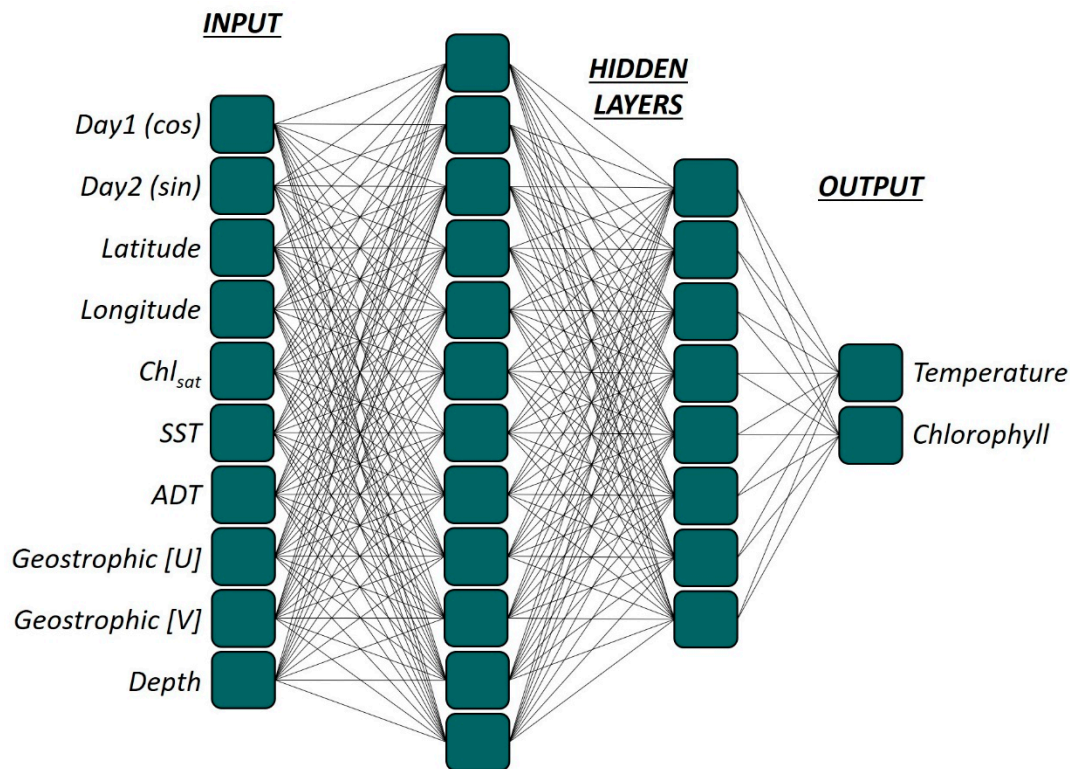 INPUT
Day1 (cos)
Day2 (sin)
Latitude
Longitude
Chlsat
SST
ADT
Geostrophic [U]
Geostrophic [V]
Depth
HIDDEN
LAYERS
OUTPUT
Temperature
Chlorophyll